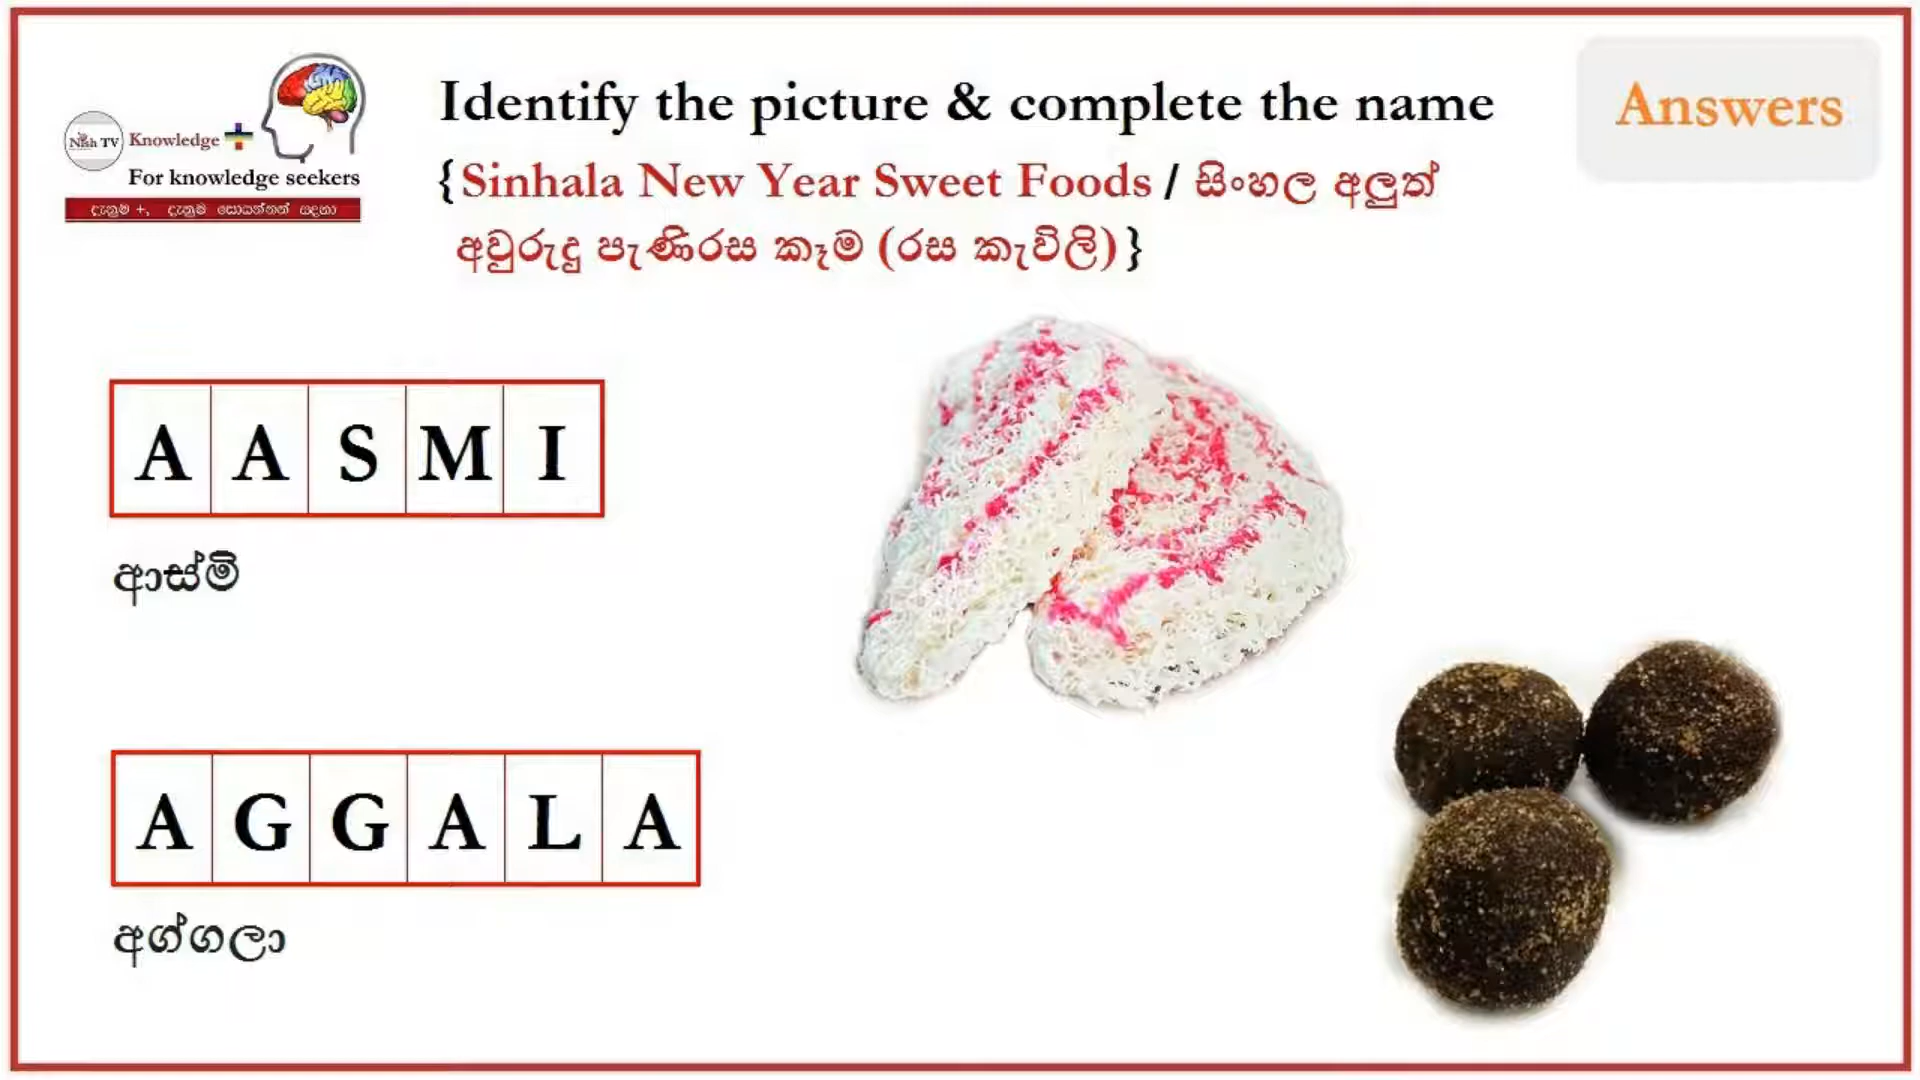 Nish TV
Knowledge +
For knowledge seekers
දැනුම +, දැනුම සොයන්නන් සඳහා
Identify the picture & complete the name
{Sinhala New Year Sweet Foods / සිංහල අලුත්
අවුරුදු පැණිරස කෑම (රස කැවිලි)}
Answers
A A S M I
ආස්මි
A G G A L A
අග්ගලා